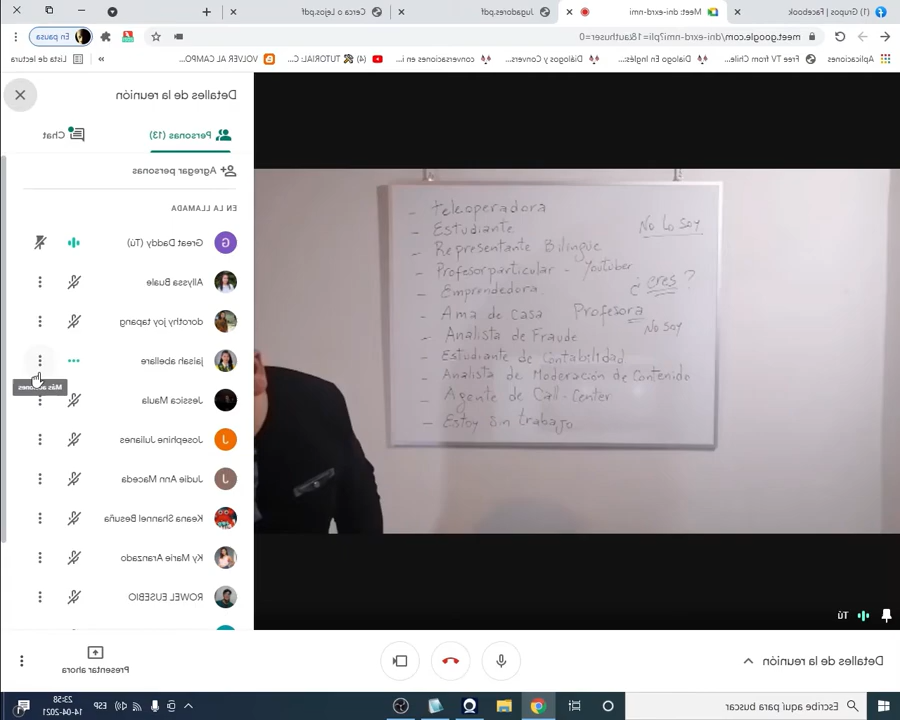 Grupos | Facebook
Meet: dni-exrd-nmi
Jugadores.pdf
Cerca o Lejos.pdf
meet.google.com/dni-exrd-nmi?pli=1&authuser=0
En pausa
Aplicaciones
Free TV from Chile...
Diálogos y Convers...
Dialogo en Inglés:...
conversaciones en i...
(4) TUTORIAL C...
VOLVER AL CAMPO
»
Lista de lectura
Detalles de la reunión
Personas (13)
Chat
Agregar personas
EN LA LLAMADA
G Great Daddy (Tú)
Allyssa Buale
dorothy joy tapang
jaisah abellare
Más acciones
Jessica Maula
J Josephine Julianes
J Judie Ann Maceda
Keana Shannel Besuña
Ky Marie Aranzado
ROWEL EUSEBIO
- teleoperadora
- Estudiante
No lo soy
- Representante Bilingüe
- Profesor particular - Youtuber
- Emprendedora
¿eres?
- Ama de casa
Profesora
No soy
- Analista de Fraude
- Estudiante de Contabilidad
- Analista de Moderación de Contenido
- Agente de Call-Center
- Estoy sin trabajo
Tú
Detalles de la reunión
Presentar ahora
Escribe aquí para buscar
ESP
23:58
14-04-2021
1